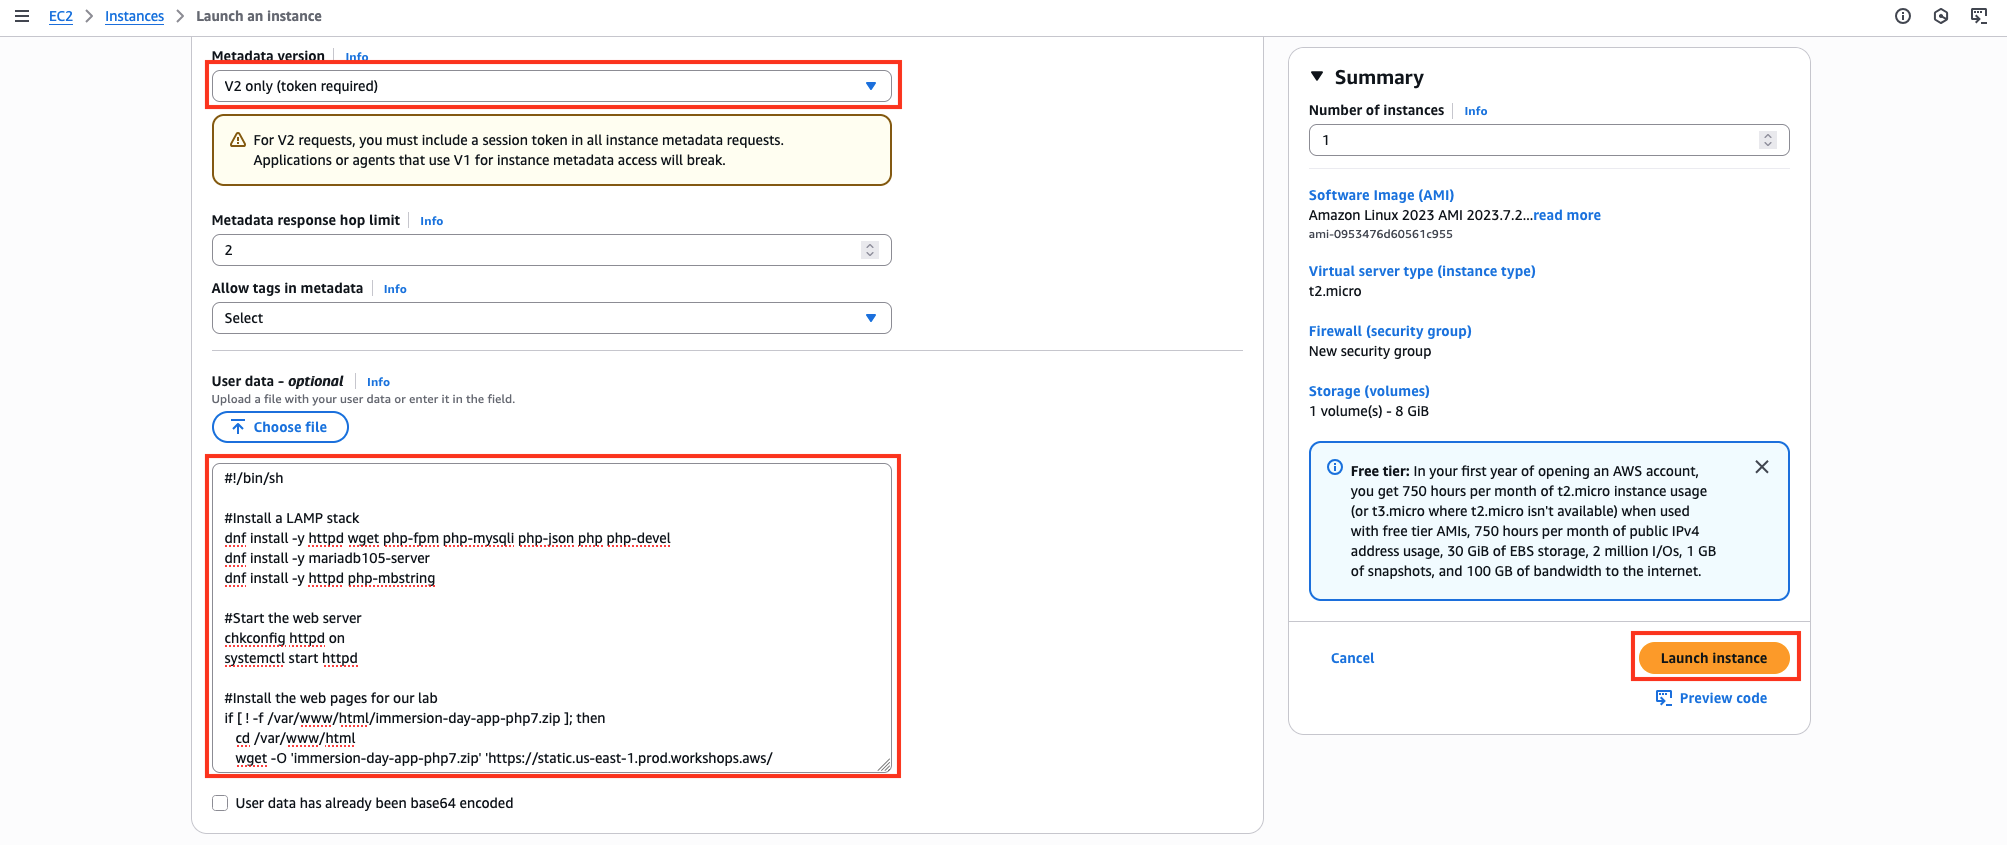 EC2 > Instances > Launch an instance
Metadata version Info
V2 only (token required)
For V2 requests, you must include a session token in all instance metadata requests.
Applications or agents that use V1 for instance metadata access will break.
Metadata response hop limit Info
2
Allow tags in metadata Info
Select
User data - optional Info
Upload a file with your user data or enter it in the field.
Choose file
#!/bin/sh
#Install a LAMP stack
dnf install -y httpd wget php-fpm php-mysqli php-json php php-devel
dnf install -y mariadb105-server
dnf install -y httpd php-mbstring
#Start the web server
chkconfig httpd on
systemctl start httpd
#Install the web pages for our lab
if [ ! -f /var/www/html/immersion-day-app-php7.zip ]; then
cd /var/www/html
wget -O 'immersion-day-app-php7.zip' 'https://static.us-east-1.prod.workshops.aws/
User data has already been base64 encoded
Summary
Number of instances Info
1
Software Image (AMI)
Amazon Linux 2023 AMI 2023.7.2...read more
ami-0953476d60561c955
Virtual server type (instance type)
t2.micro
Firewall (security group)
New security group
Storage (volumes)
1 volume(s) - 8 GiB
Free tier: In your first year of opening an AWS account,
you get 750 hours per month of t2.micro instance usage
(or t3.micro where t2.micro isn't available) when used
with free tier AMIs, 750 hours per month of public IPv4
address usage, 30 GiB of EBS storage, 2 million I/Os, 1 GB
of snapshots, and 100 GB of bandwidth to the internet.
Cancel
Launch instance
Preview code